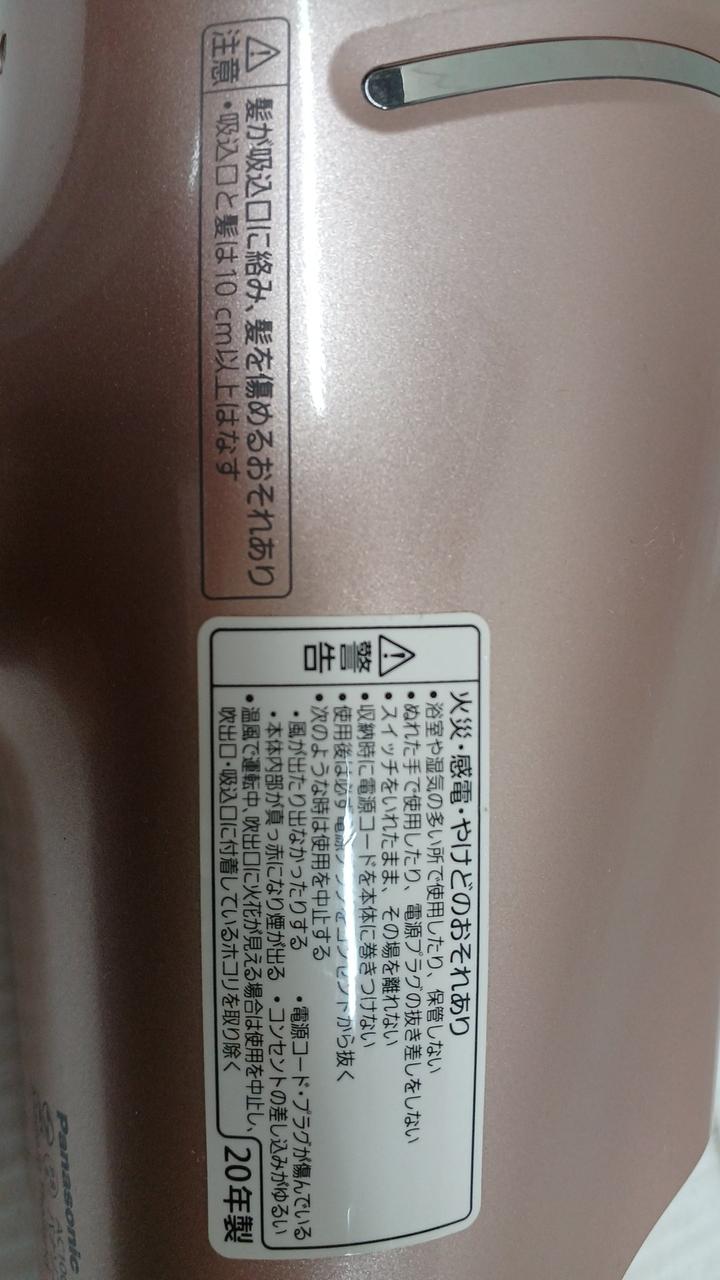 注意
髪が吸込口に絡み、髪を傷めるおそれあり
・吸込口と髪は10 cm以上はなす
警告
火災・感電・やけどのおそれあり
・浴室や湿気の多い所で使用したり、保管しない
・ぬれた手で使用したり、電源プラグの抜き差しをしない
・スイッチをいれたまま、その場を離れない
・収納時に電源コードを本体に巻きつけない
・使用後は必ず電源プラグをコンセントから抜く
・次のような時は使用を中止する
・風が出たり出なかったりする ・電源コード・プラグが傷んでいる
・本体内部が真っ赤になり煙が出る ・コンセントの差し込みがゆるい
・温風で運転中、吹出口に火花が見える場合は使用を中止し、
吹出口・吸込口に付着しているホコリを取り除く
20年製
Panasonic